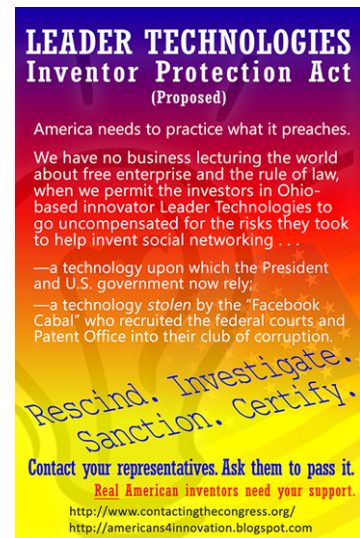 LEADER TECHNOLOGIES
Inventor Protection Act
(Proposed)
America needs to practice what it preaches.
We have no business lecturing the world
about free enterprise and the rule of law,
when we permit the investors in Ohio-
based innovator Leader Technologies to
go uncompensated for the risks they took
to help invent social networking . . .
—a technology upon which the President
and U.S. government now rely;
—a technology stolen by the “Facebook
Cabal” who recruited the federal courts and
Patent Office into their club of corruption.
Rescind. Investigate.
Sanction. Certify.
Contact your representatives. Ask them to pass it.
Real American inventors need your support.
http://www.contactingthecongress.org/
http://americans4innovation.blogspot.com